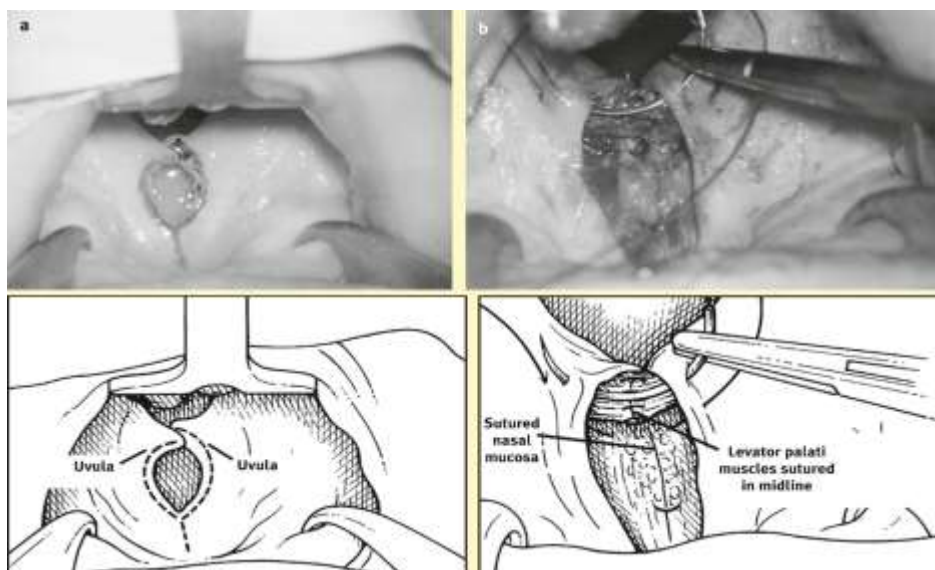 a
b
Uvula
Uvula
Sutured
nasal
mucosa
Levator palati
muscles sutured
in midline